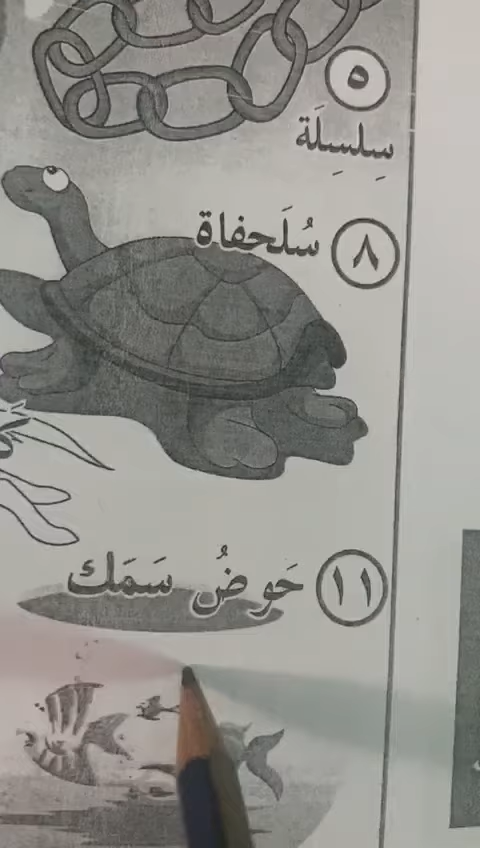 ٥
سِلسِلَة
٨ سُلَحفاة
١١ حَوضُ سَمَك